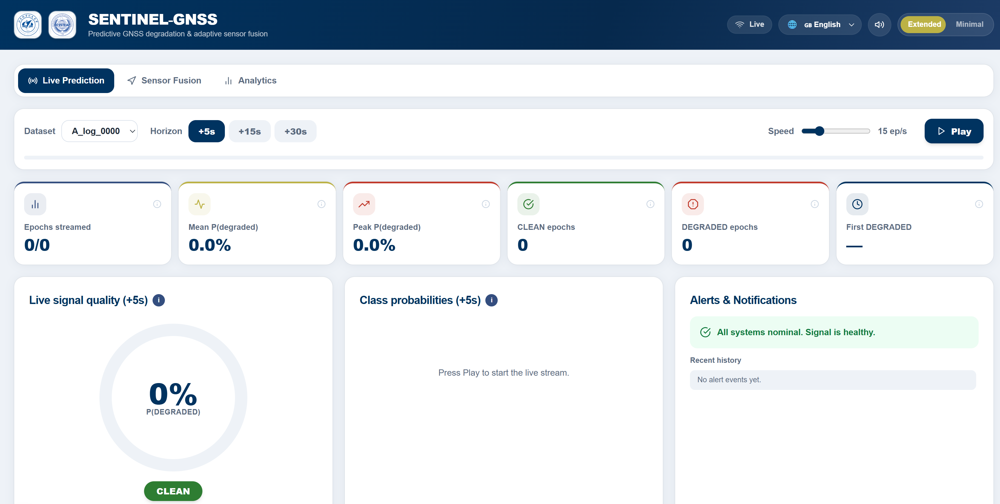 RCSSTEAP
SENTINEL-GNSS
Predictive GNSS degradation & adaptive sensor fusion
Live
GB English
Extended
Minimal
Live Prediction
Sensor Fusion
Analytics
Dataset
A_log_0000
Horizon
+5s
+15s
+30s
Speed
15 ep/s
Play
Epochs streamed
0/0
Mean P(degraded)
0.0%
Peak P(degraded)
0.0%
CLEAN epochs
0
DEGRADED epochs
0
First DEGRADED
—
Live signal quality (+5s) i
0%
P(DEGRADED)
CLEAN
Class probabilities (+5s) i
Press Play to start the live stream.
Alerts & Notifications
All systems nominal. Signal is healthy.
Recent history
No alert events yet.